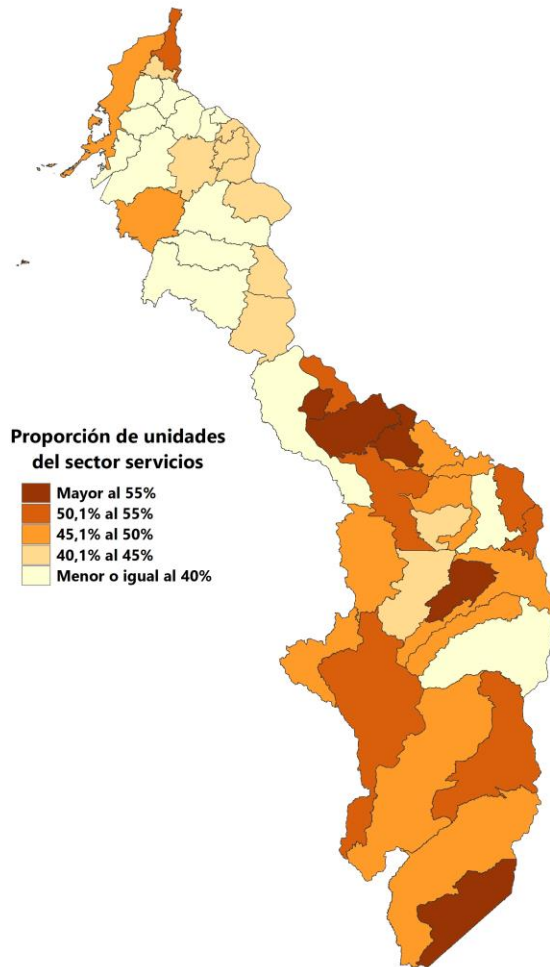 Proporción de unidades
del sector servicios
Mayor al 55%
50,1% al 55%
45,1% al 50%
40,1% al 45%
Menor o igual al 40%